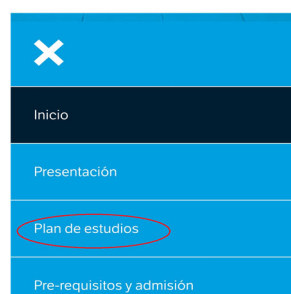 Inicio
Presentación
Plan de estudios
Pre-requisitos y admisión